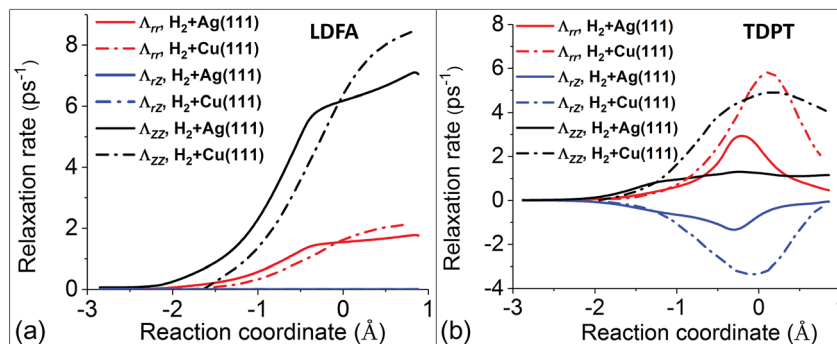 Λrr, H2+Ag(111)
Λrr, H2+Cu(111)
ΛrZ, H2+Ag(111)
ΛrZ, H2+Cu(111)
ΛZZ, H2+Ag(111)
ΛZZ, H2+Cu(111)
LDFA
8
6
4
2
0
Relaxation rate (ps⁻¹)
-3 -2 -1 0 1
Reaction coordinate (Å)
(a)
Λrr, H2+Ag(111)
Λrr, H2+Cu(111)
ΛrZ, H2+Ag(111)
ΛrZ, H2+Cu(111)
ΛZZ, H2+Ag(111)
ΛZZ, H2+Cu(111)
TDPT
8
6
4
2
0
-2
-4
Relaxation rate (ps⁻¹)
-3 -2 -1 0
Reaction coordinate (Å)
(b)